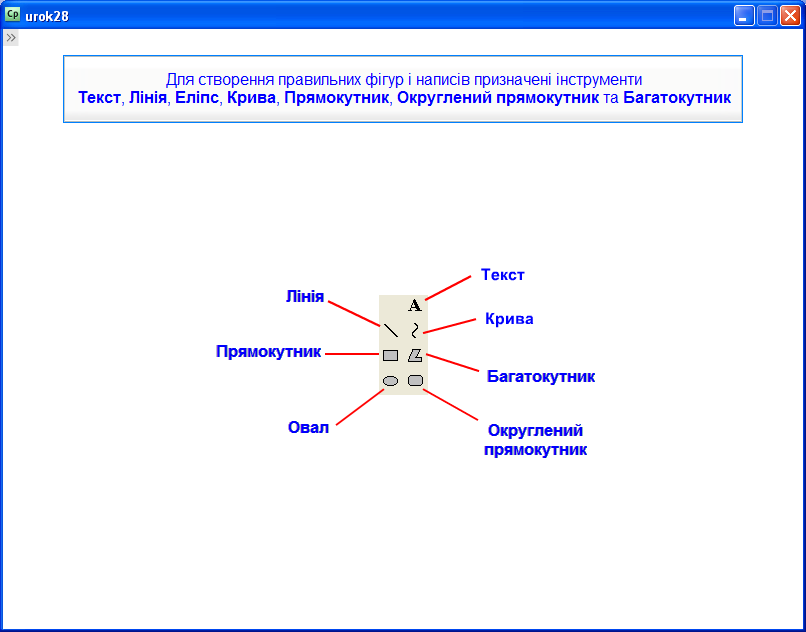 Cp urok28
»
Для створення правильних фігур і написів призначені інструменти
Текст, Лінія, Еліпс, Крива, Прямокутник, Округлений прямокутник та Багатокутник
Текст
Лінія
A
Крива
Прямокутник
Багатокутник
Овал
Округлений
прямокутник